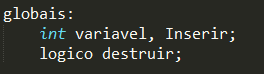 globais:
    int variavel, Inserir;
    logico destruir;